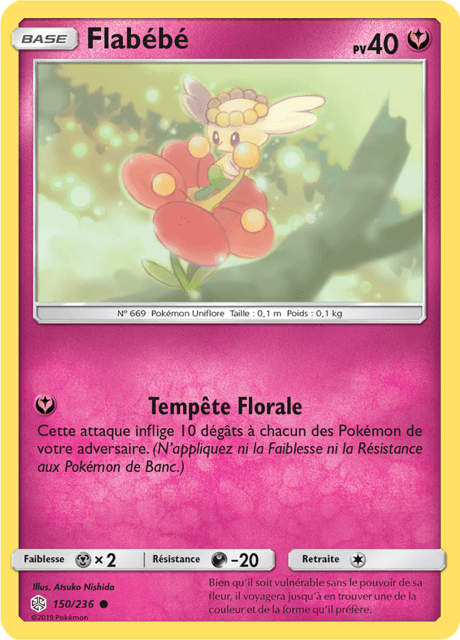 BASE Flabébé PV40
N° 669 Pokémon Uniflore Taille : 0,1 m Poids : 0,1 kg
Tempête Florale
Cette attaque inflige 10 dégâts à chacun des Pokémon de
votre adversaire. (N'appliquez ni la Faiblesse ni la Résistance
aux Pokémon de Banc.)
Faiblesse ×2 Résistance -20 Retraite
Illus. Atsuko Nishida
150/236
©2019 Pokémon
Bien qu'il soit vulnérable sans le pouvoir de sa
fleur, il voyagera jusqu'à en trouver une de la
couleur et de la forme qu'il préfère.